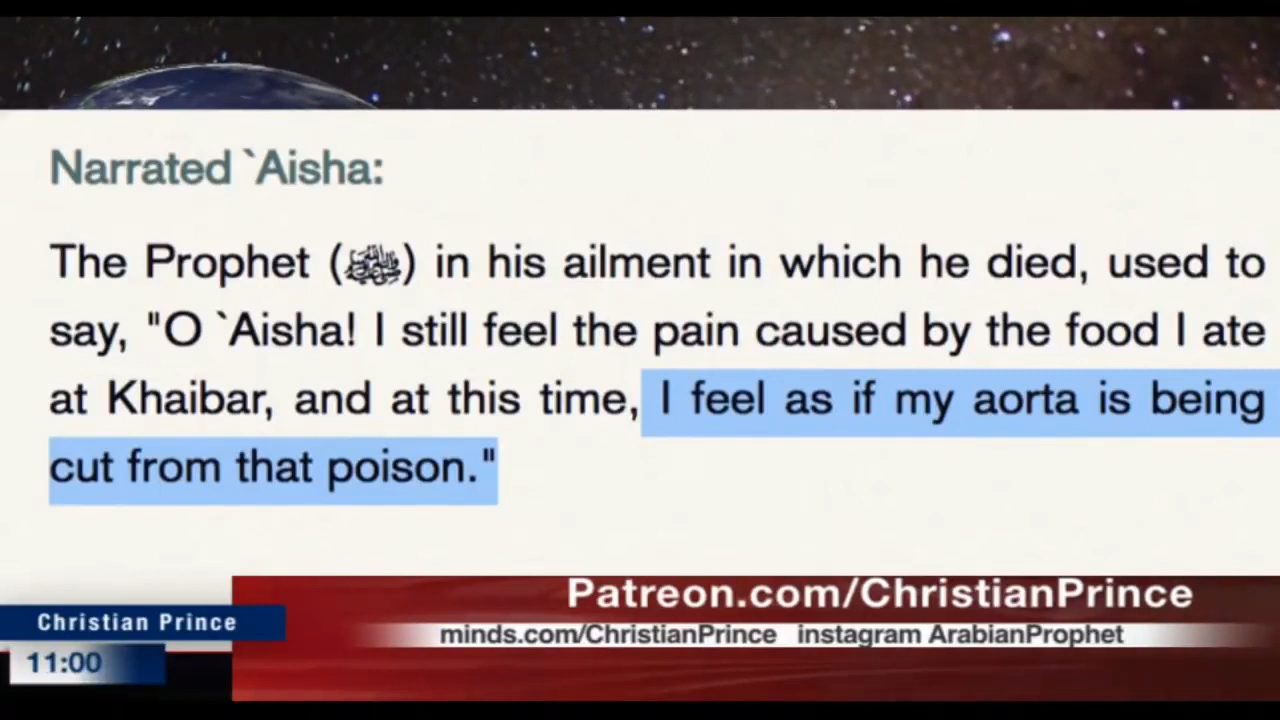 Narrated `Aisha:
The Prophet (ﷺ) in his ailment in which he died, used to
say, "O `Aisha! I still feel the pain caused by the food I ate
at Khaibar, and at this time, I feel as if my aorta is being
cut from that poison."
Patreon.com/ChristianPrince
Christian Prince
minds.com/ChristianPrince instagram ArabianProphet
11:00